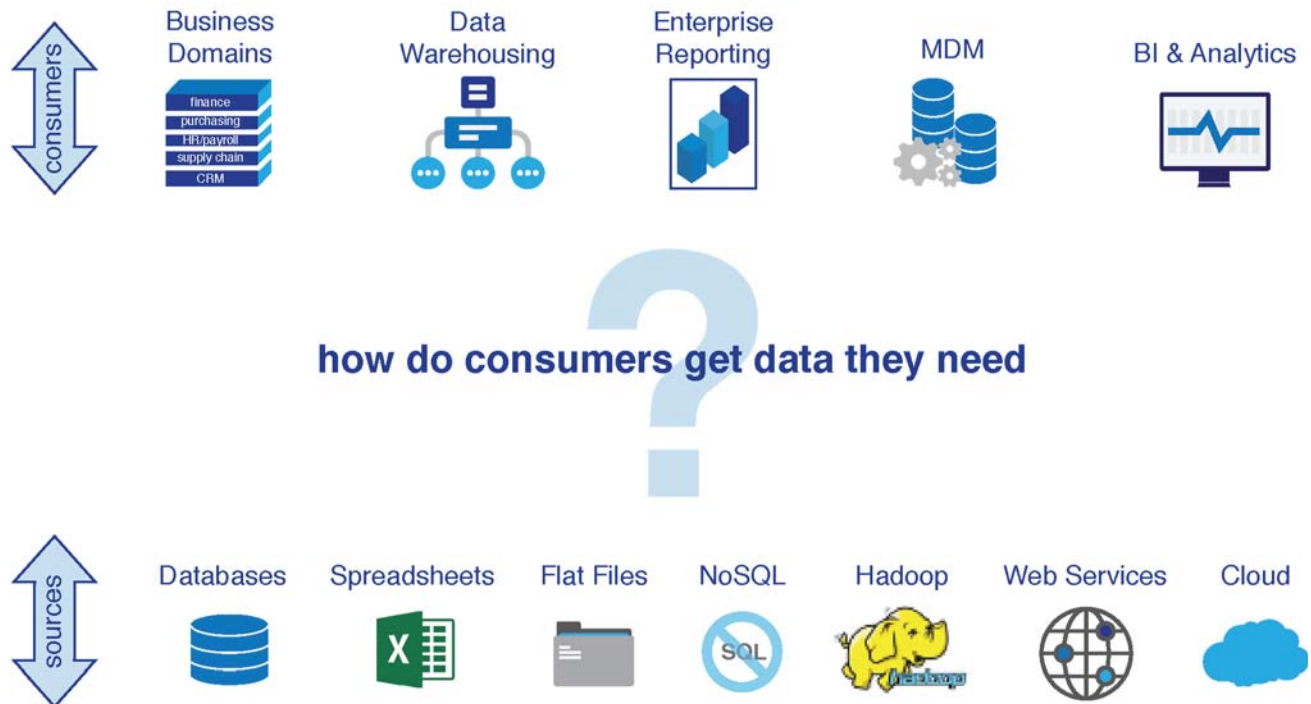 consumers
Business
Domains
finance
purchasing
HR/payroll
supply chain
CRM
Data
Warehousing
Enterprise
Reporting
MDM
BI & Analytics
?
how do consumers get data they need
sources
Databases
Spreadsheets
Flat Files
NoSQL
Hadoop
Web Services
Cloud
X
SQL
hadoop